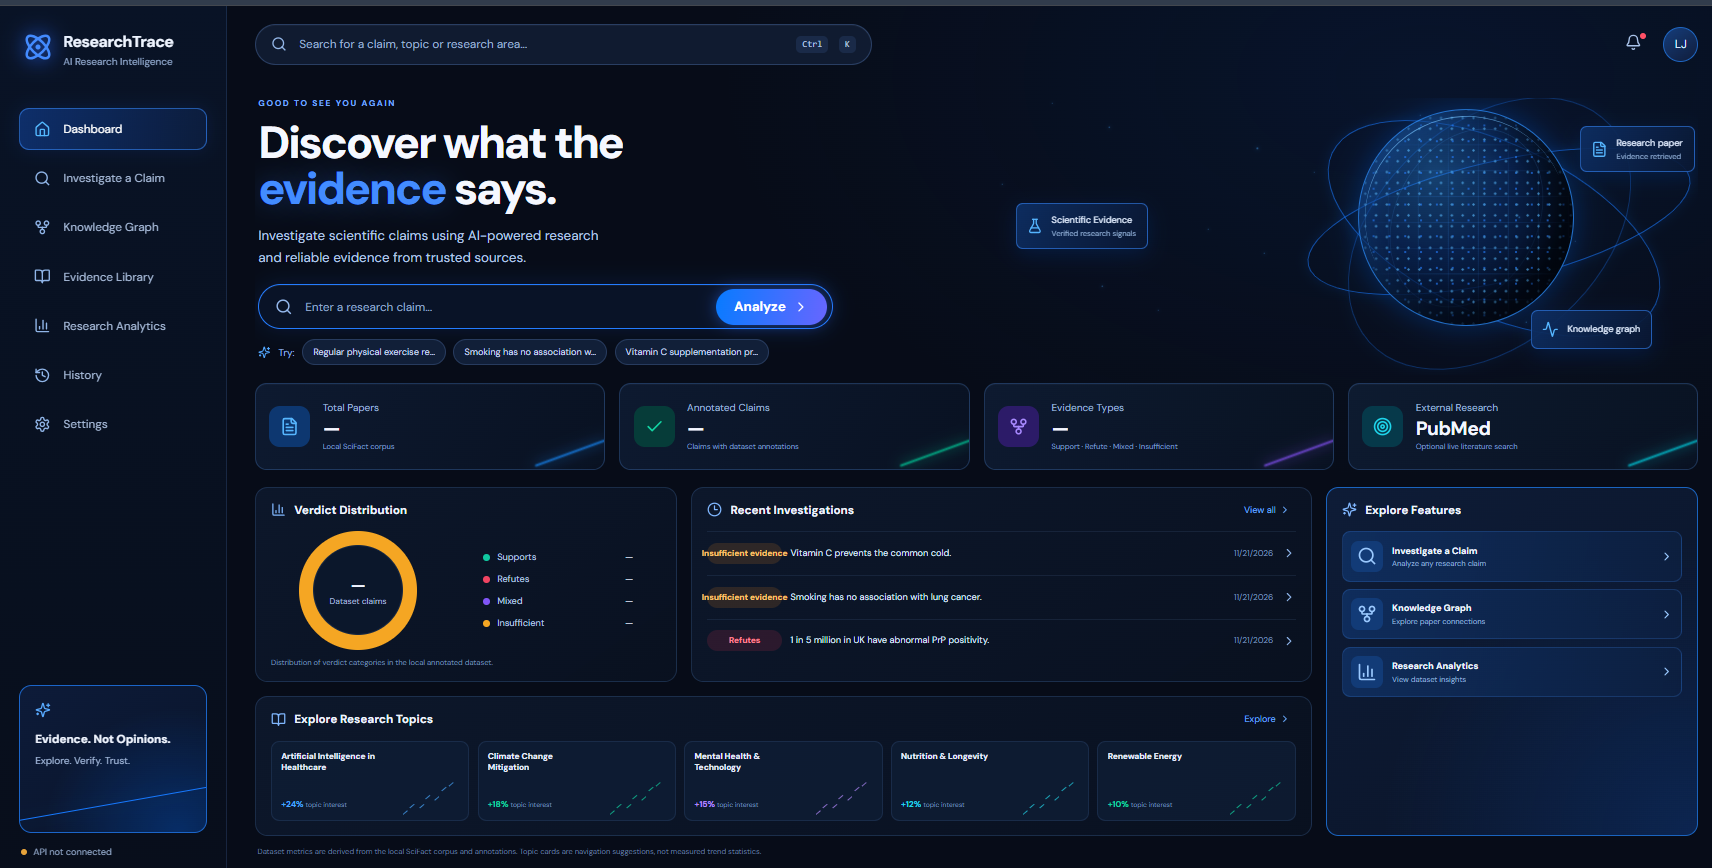 ResearchTrace
AI Research Intelligence
Dashboard
Investigate a Claim
Knowledge Graph
Evidence Library
Research Analytics
History
Settings
Evidence. Not Opinions.
Explore. Verify. Trust.
API not connected
Search for a claim, topic or research area...
Ctrl K
LJ
GOOD TO SEE YOU AGAIN
Discover what the
evidence says.
Investigate scientific claims using AI-powered research
and reliable evidence from trusted sources.
Enter a research claim...
Analyze
Try:
Regular physical exercise re...
Smoking has no association w...
Vitamin C supplementation pr...
Scientific Evidence
Verified research signals
Research paper
Evidence retrieved
Knowledge graph
Total Papers
—
Local SciFact corpus
Annotated Claims
—
Claims with dataset annotations
Evidence Types
—
Support · Refute · Mixed · Insufficient
External Research
PubMed
Optional live literature search
Verdict Distribution
—
Dataset claims
Supports —
Refutes —
Mixed —
Insufficient —
Distribution of verdict categories in the local annotated dataset.
Recent Investigations
View all
Insufficient evidence Vitamin C prevents the common cold. 11/21/2026
Insufficient evidence Smoking has no association with lung cancer. 11/21/2026
Refutes 1 in 5 million in UK have abnormal PrP positivity. 11/21/2026
Explore Features
Investigate a Claim
Analyze any research claim
Knowledge Graph
Explore paper connections
Research Analytics
View dataset insights
Explore Research Topics
Explore
Artificial Intelligence in
Healthcare
+24% topic interest
Climate Change
Mitigation
+18% topic interest
Mental Health &
Technology
+15% topic interest
Nutrition & Longevity
+12% topic interest
Renewable Energy
+10% topic interest
Dataset metrics are derived from the local SciFact corpus and annotations. Topic cards are navigation suggestions, not measured trend statistics.